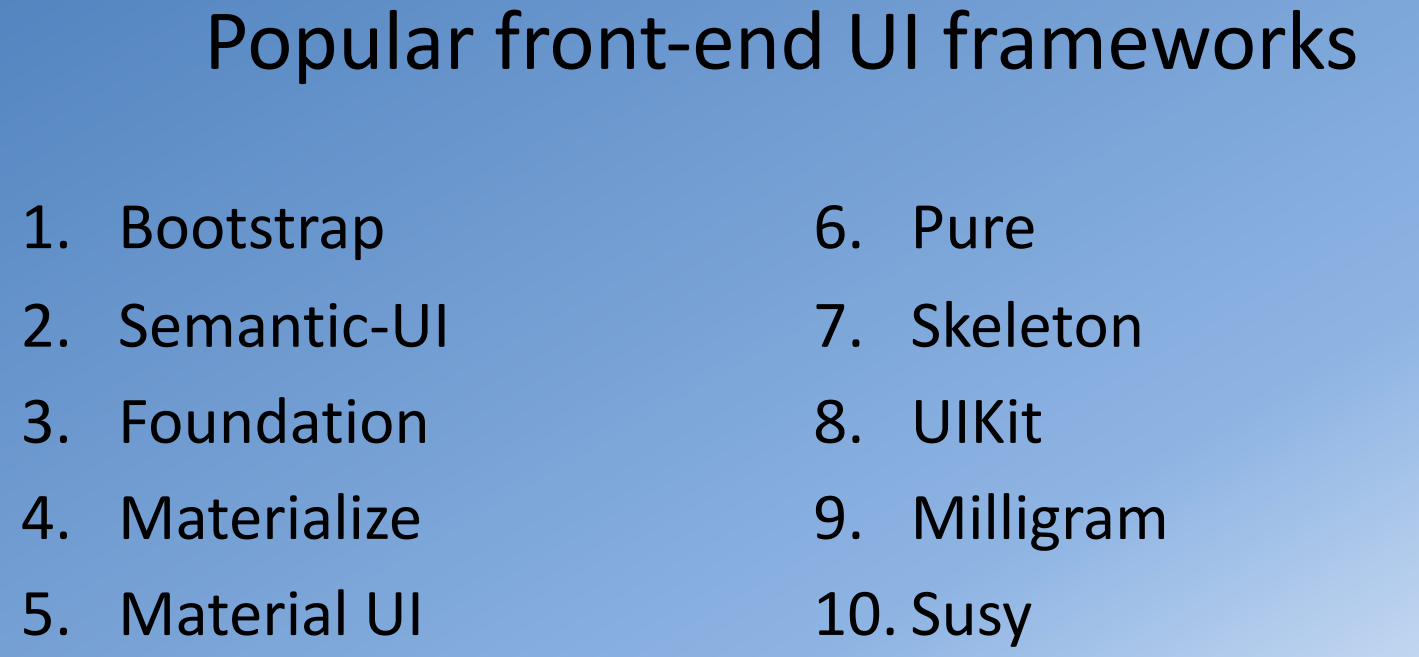 Popular front-end UI frameworks
1. Bootstrap
2. Semantic-UI
3. Foundation
4. Materialize
5. Material UI
6. Pure
7. Skeleton
8. UIKit
9. Milligram
10. Susy